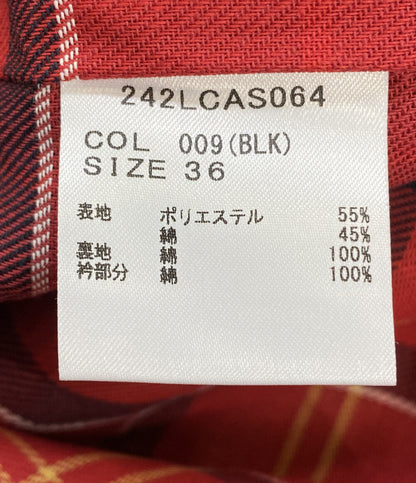 242LCAS064
COL 009(BLK)
SIZE 36
表地 ポリエステル 55%
綿 45%
裏地 綿 100%
衿部分 綿 100%